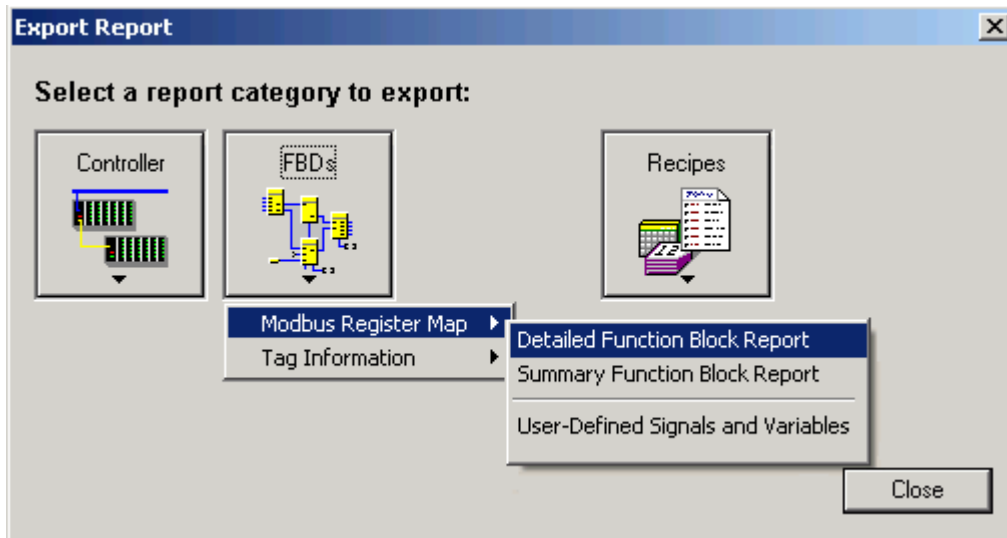 Export Report
Select a report category to export:
Controller
FBDs
Recipes
Modbus Register Map
Tag Information
Detailed Function Block Report
Summary Function Block Report
User-Defined Signals and Variables
Close